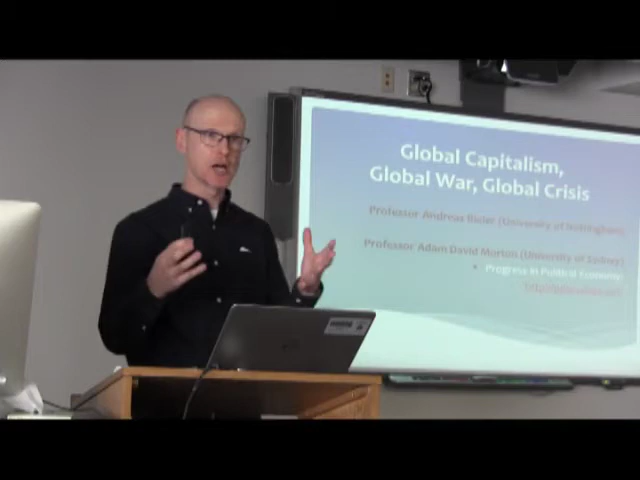 Global Capitalism,
Global War, Global Crisis
Professor Andreas Bieler (University of Nottingham)
Professor Adam David Morton (University of Sydney)
Progress in Political Economy: